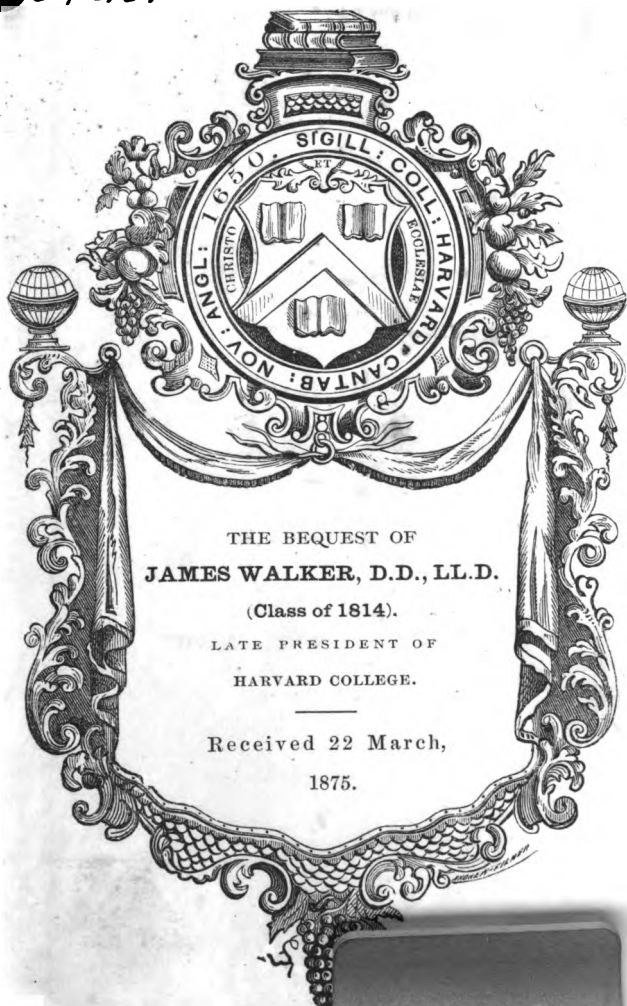 SIGILL : COLL : HARVARD CANTAB : NOV : ANGL : 1650.
CHRISTO
ET
ECCLESIAE
THE BEQUEST OF
JAMES WALKER, D.D., LL.D.
(Class of 1814).
LATE PRESIDENT OF
HARVARD COLLEGE.
Received 22 March,
1875.